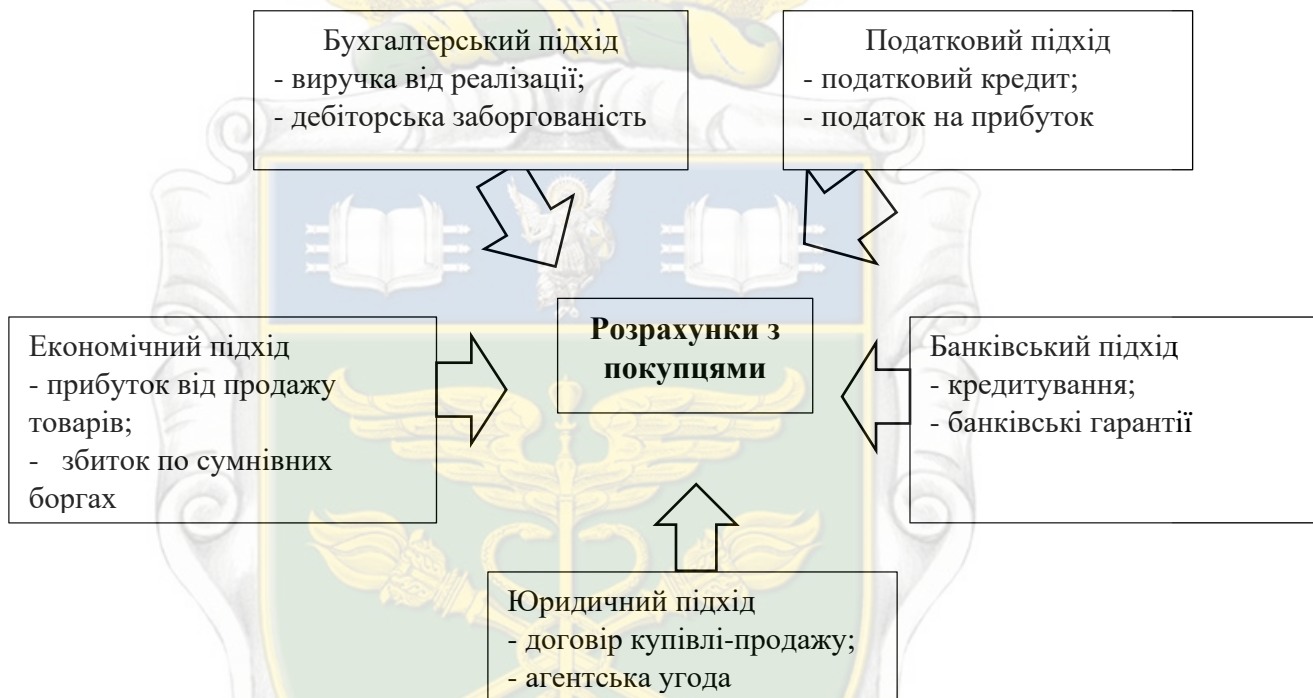 Бухгалтерський підхід
- виручка від реалізації;
- дебіторська заборгованість
Податковий підхід
- податковий кредит;
- податок на прибуток
Економічний підхід
- прибуток від продажу
товарів;
- збиток по сумнівних
боргах
Розрахунки з
покупцями
Банківський підхід
- кредитування;
- банківські гарантії
Юридичний підхід
- договір купівлі-продажу;
- агентська угода